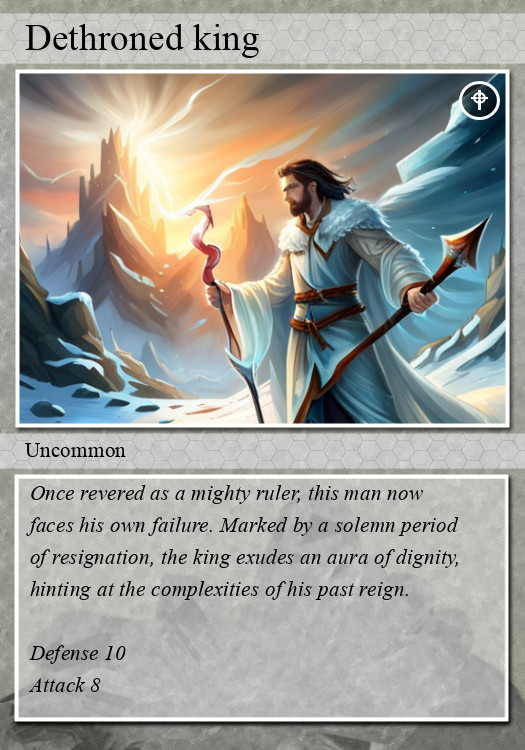 Dethroned king
Uncommon
Once revered as a mighty ruler, this man now
faces his own failure. Marked by a solemn period
of resignation, the king exudes an aura of dignity,
hinting at the complexities of his past reign.
Defense 10
Attack 8